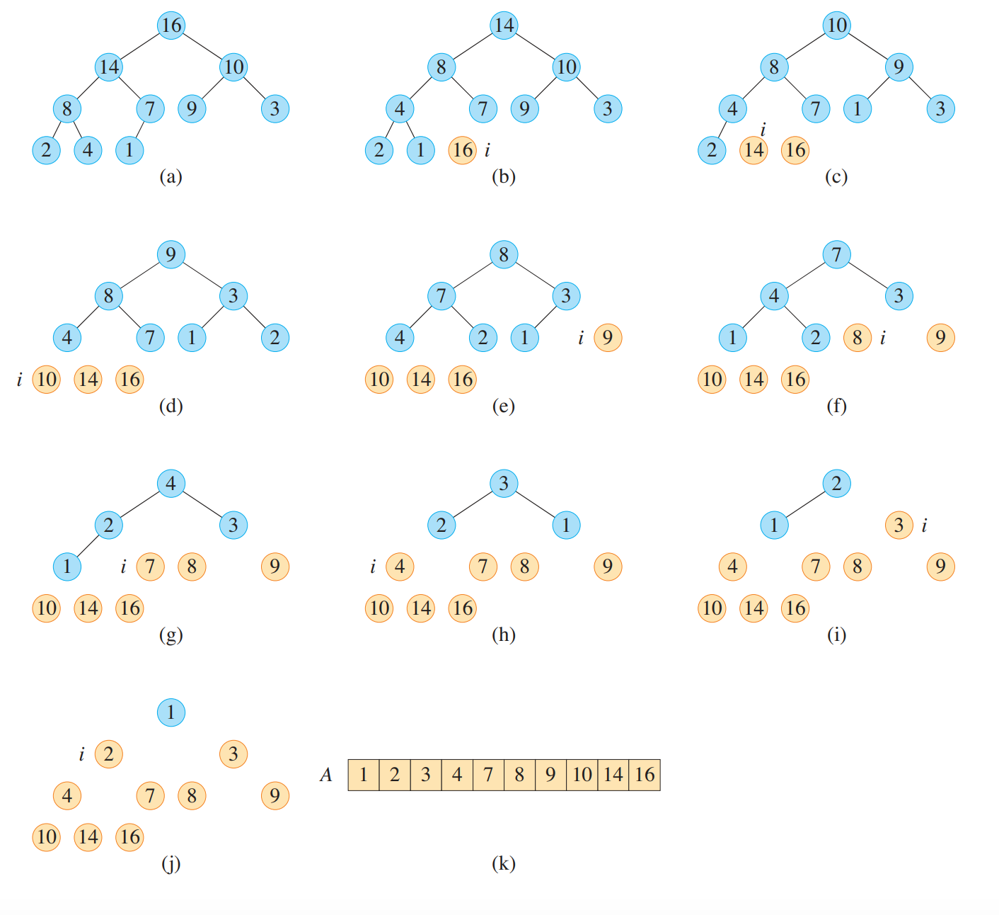 16
14 10
8 7 9 3
2 4 1
(a)
14
8 10
4 7 9 3
2 1 16 i
(b)
10
8 9
4 7 1 3
i
2 14 16
(c)
9
8 3
4 7 1 2
i 10 14 16
(d)
8
7 3
4 2 1 i 9
10 14 16
(e)
7
4 3
1 2 8 i 9
10 14 16
(f)
4
2 3
1 i 7 8 9
10 14 16
(g)
3
2 1
i 4 7 8 9
10 14 16
(h)
2
1 3 i
4 7 8 9
10 14 16
(i)
1
i 2 3
4 7 8 9
10 14 16
(j)
A 1 2 3 4 7 8 9 10 14 16
(k)